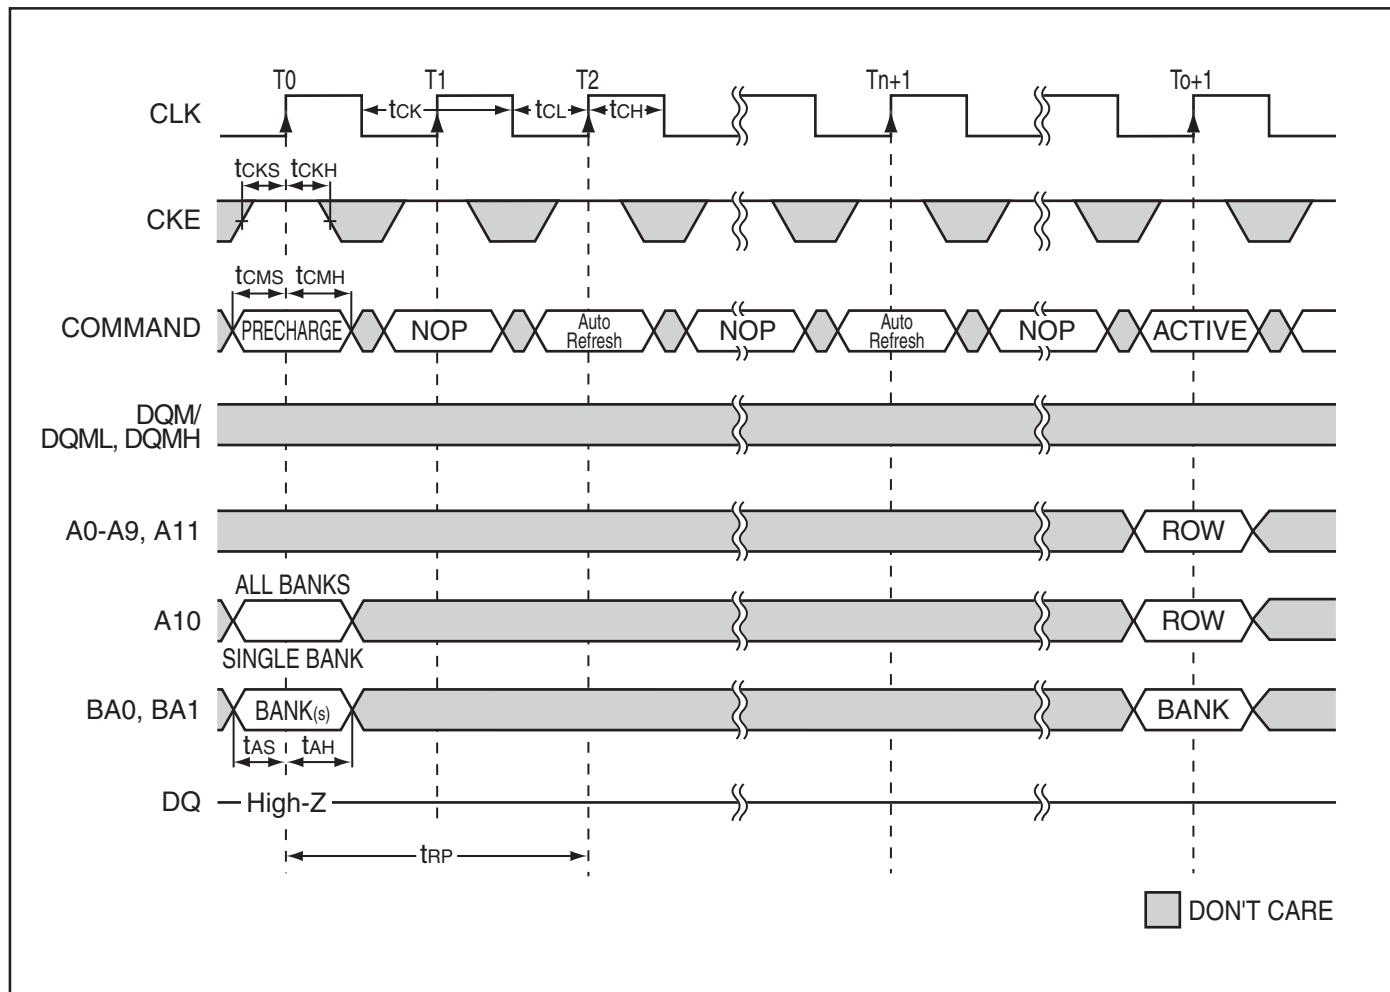 T0 T1 T2 Tn+1 To+1
CLK tCK tCL tCH
tCKS tCKH
CKE
tCMS tCMH
COMMAND PRECHARGE NOP Auto Refresh NOP Auto Refresh NOP ACTIVE
DQM/
DQML, DQMH
A0-A9, A11 ROW
ALL BANKS
A10 ROW
SINGLE BANK
BA0, BA1 BANK(s) BANK
tAS tAH
DQ High-Z
tRP
DON'T CARE